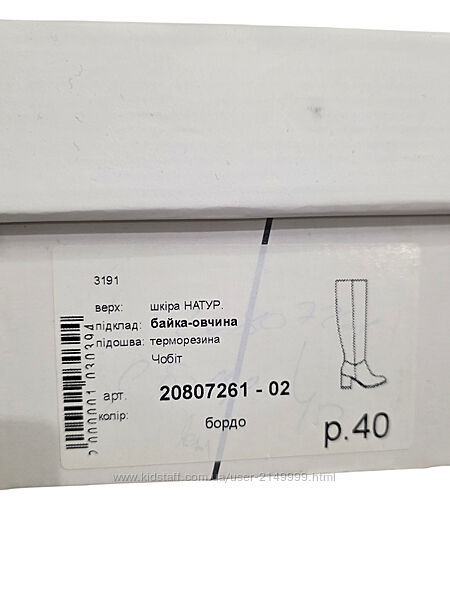 3191
верх: шкіра НАТУР.
підклад: байка-овчина
підошва: терморезина
Чобіт
арт. 20807261 - 02
колір: бордо
р.40
www.kidstaff.com.ua/user-2149999.html